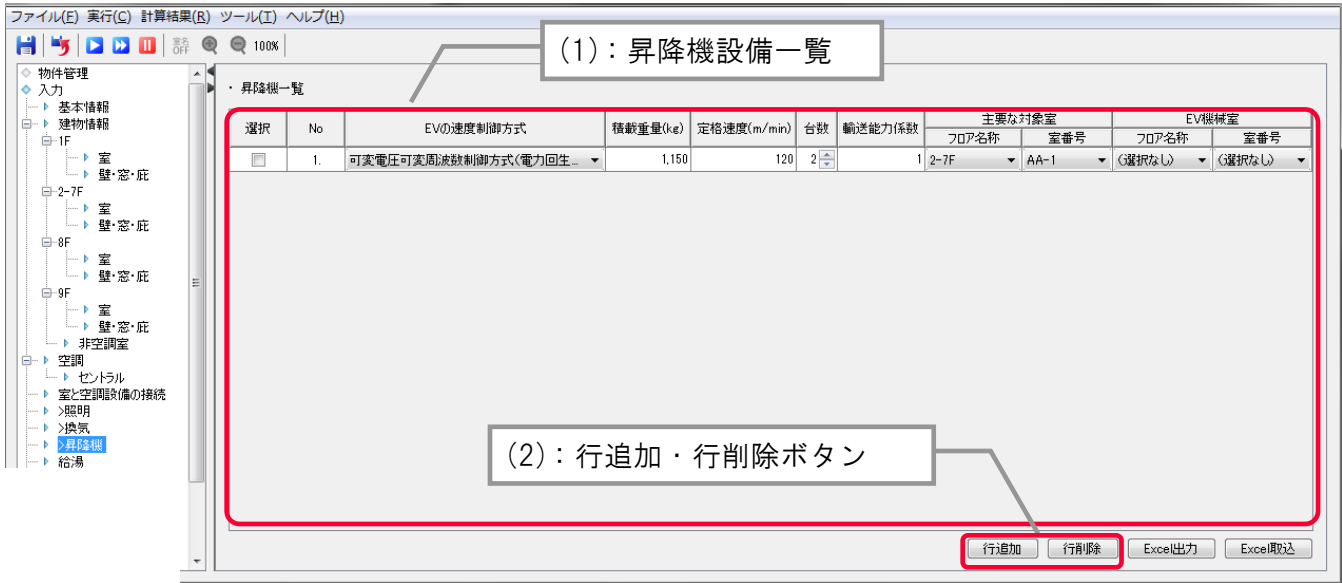 ファイル(F) 実行(C) 計算結果(R) ツール(T) ヘルプ(H)
室名OFF 100%
(1)：昇降機設備一覧
物件管理
入力
基本情報
建物情報
1F
室
壁・窓・庇
2-7F
室
壁・窓・庇
8F
室
壁・窓・庇
9F
室
壁・窓・庇
非空調室
空調
セントラル
室と空調設備の接続
>照明
>換気
>昇降機
給湯
・昇降機一覧
選択 No EVの速度制御方式 積載重量(kg) 定格速度(m/min) 台数 輸送能力係数 主要な対象室 EV機械室
フロア名称 室番号 フロア名称 室番号
1. 可変電圧可変周波数制御方式(電力回生... 1,150 120 2 1 2-7F AA-1 (選択なし) (選択なし)
(2)：行追加・行削除ボタン
行追加 行削除 Excel出力 Excel取込